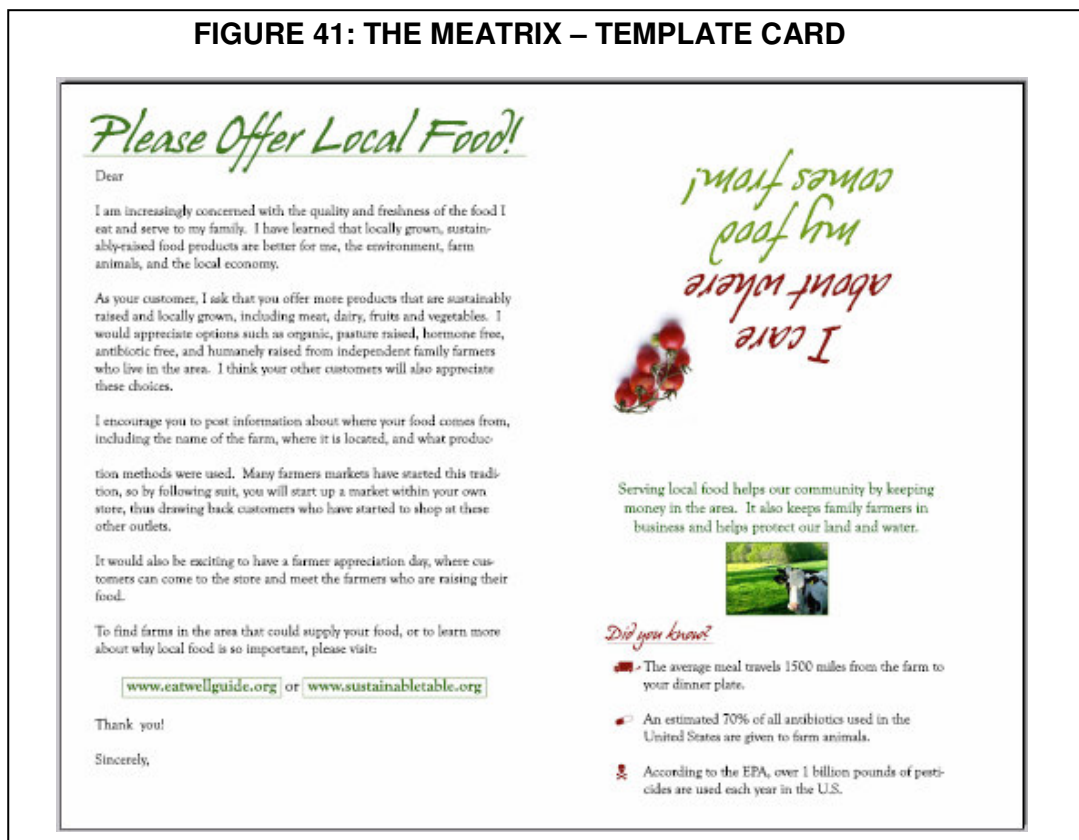 FIGURE 41: THE MEATRIX – TEMPLATE CARD
Please Offer Local Food!
Dear
I am increasingly concerned with the quality and freshness of the food I
eat and serve to my family. I have learned that locally grown, sustain-
ably-raised food products are better for me, the environment, farm
animals, and the local economy.
As your customer, I ask that you offer more products that are sustainably
raised and locally grown, including meat, dairy, fruits and vegetables. I
would appreciate options such as organic, pasture raised, hormone free,
antibiotic free, and humanely raised from independent family farmers
who live in the area. I think your other customers will also appreciate
these choices.
I encourage you to post information about where your food comes from,
including the name of the farm, where it is located, and what produc-
tion methods were used. Many farmers markets have started this tradi-
tion, so by following suit, you will start up a market within your own
store, thus drawing back customers who have started to shop at these
other outlets.
It would also be exciting to have a farmer appreciation day, where cus-
tomers can come to the store and meet the farmers who are raising their
food.
To find farms in the area that could supply your food, or to learn more
about why local food is so important, please visit:
www.eatwellguide.org or www.sustainabletable.org
Thank you!
Sincerely,
I care
about where
my food
comes from!
Serving local food helps our community by keeping
money in the area. It also keeps family farmers in
business and helps protect our land and water.
Did you know?
The average meal travels 1500 miles from the farm to
your dinner plate.
An estimated 70% of all antibiotics used in the
United States are given to farm animals.
According to the EPA, over 1 billion pounds of pesti-
cides are used each year in the U.S.